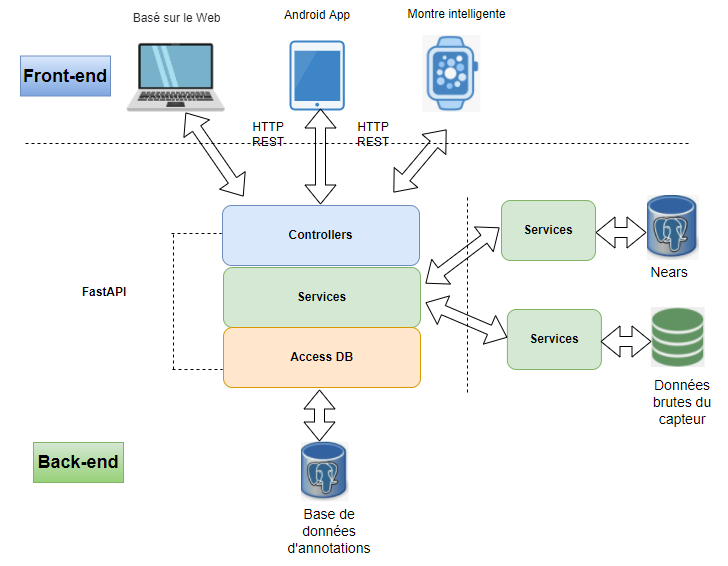 Basé sur le Web
Android App
Montre intelligente
Front-end
HTTP
REST
HTTP
REST
Controllers
Services
Nears
FastAPI
Services
Access DB
Services
Données
brutes du
capteur
Back-end
Base de
données
d'annotations